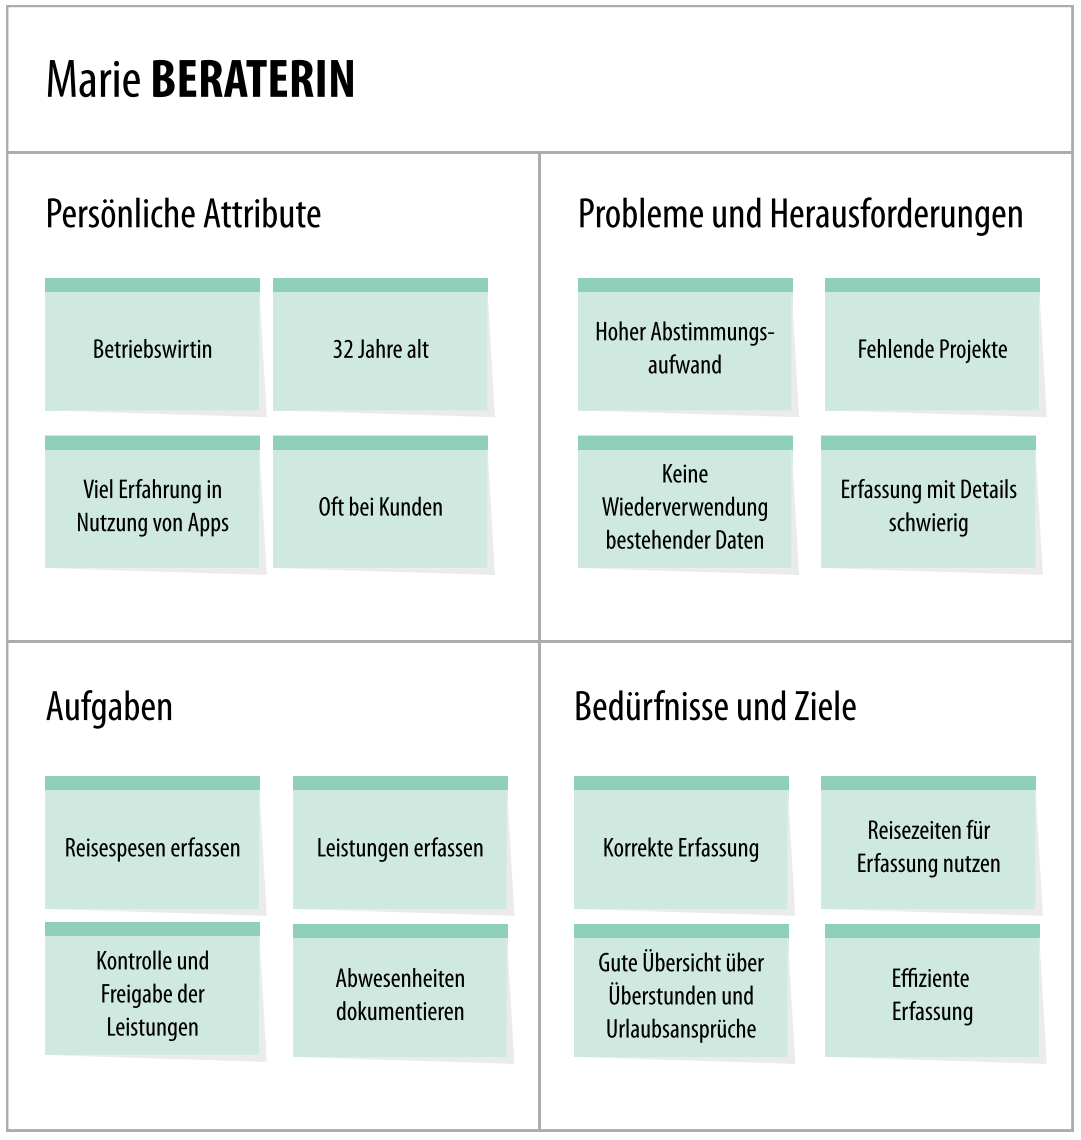 Marie BERATERIN
Persönliche Attribute
Betriebswirtin
32 Jahre alt
Viel Erfahrung in
Nutzung von Apps
Oft bei Kunden
Probleme und Herausforderungen
Hoher Abstimmungs-
aufwand
Fehlende Projekte
Keine
Wiederverwendung
bestehender Daten
Erfassung mit Details
schwierig
Aufgaben
Reisespesen erfassen
Leistungen erfassen
Kontrolle und
Freigabe der
Leistungen
Abwesenheiten
dokumentieren
Bedürfnisse und Ziele
Korrekte Erfassung
Reisezeiten für
Erfassung nutzen
Gute Übersicht über
Überstunden und
Urlaubsansprüche
Effiziente
Erfassung